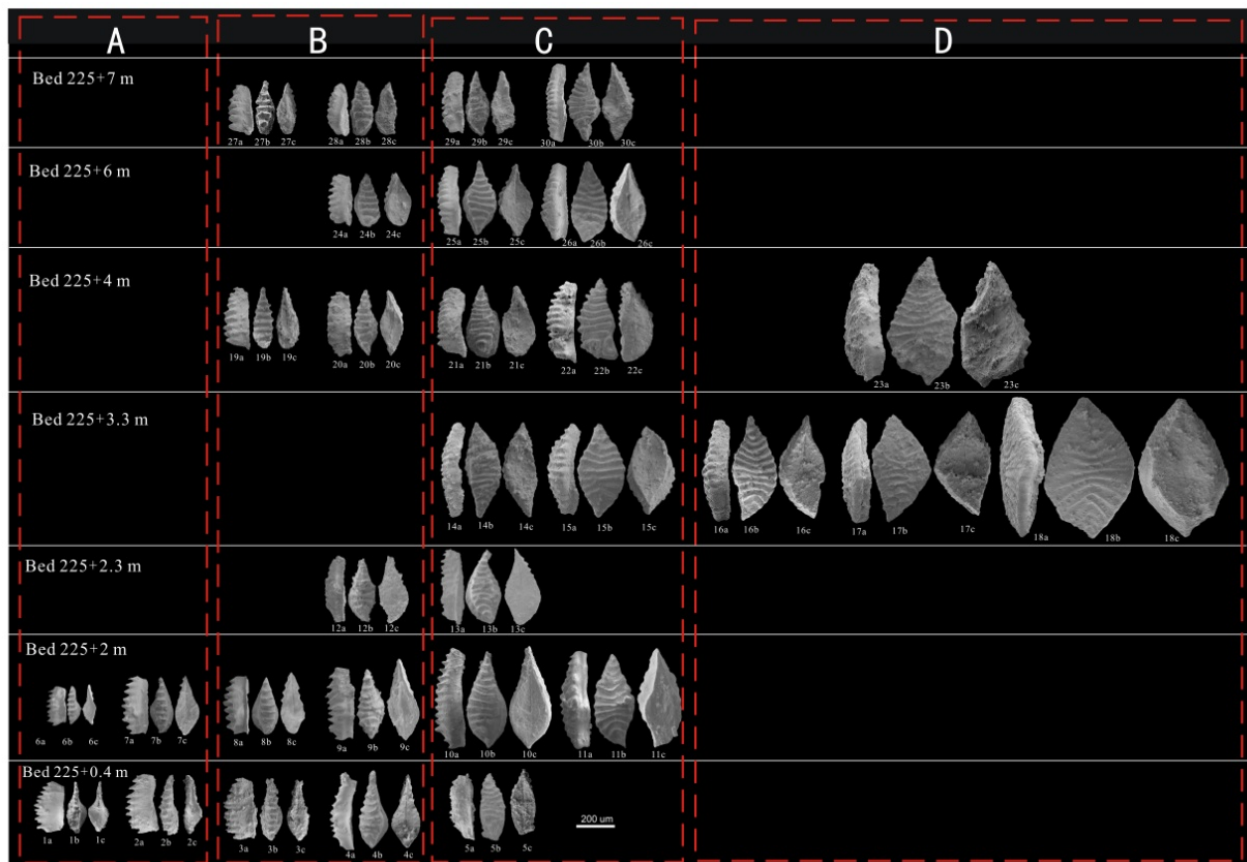 A B C D
Bed 225+7 m
27a 27b 27c 28a 28b 28c 29a 29b 29c 30a 30b 30c
Bed 225+6 m
24a 24b 24c 25a 25b 25c 26a 26b 26c
Bed 225+4 m
19a 19b 19c 20a 20b 20c 21a 21b 21c 22a 22b 22c 23a 23b 23c
Bed 225+3.3 m
14a 14b 14c 15a 15b 15c 16a 16b 16c 17a 17b 17c 18a 18b 18c
Bed 225+2.3 m
12a 12b 12c 13a 13b 13c
Bed 225+2 m
6a 6b 6c 7a 7b 7c 8a 8b 8c 9a 9b 9c 10a 10b 10c 11a 11b 11c
Bed 225+0.4 m
200 um
1a 1b 1c 2a 2b 2c 3a 3b 3c 4a 4b 4c 5a 5b 5c